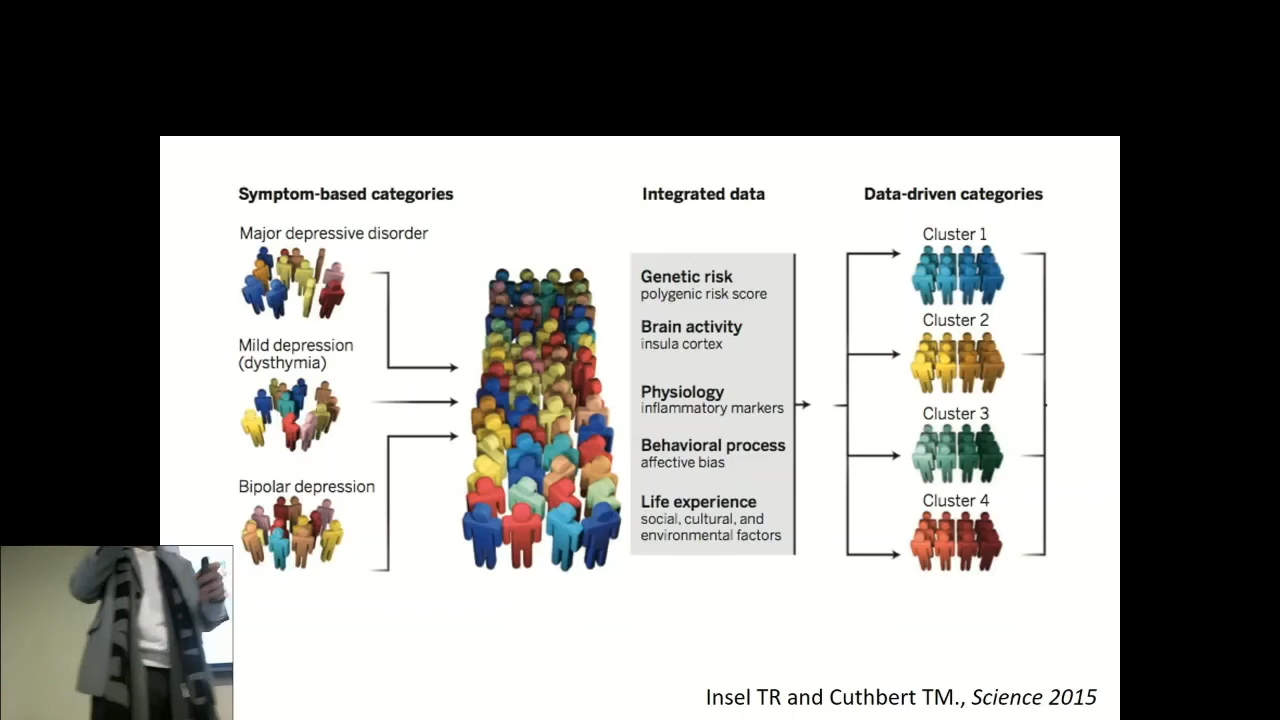 Symptom-based categories
Major depressive disorder
Mild depression
(dysthymia)
Bipolar depression
Integrated data
Genetic risk
polygenic risk score
Brain activity
insula cortex
Physiology
inflammatory markers
Behavioral process
affective bias
Life experience
social, cultural, and
environmental factors
Data-driven categories
Cluster 1
Cluster 2
Cluster 3
Cluster 4
Insel TR and Cuthbert TM., Science 2015